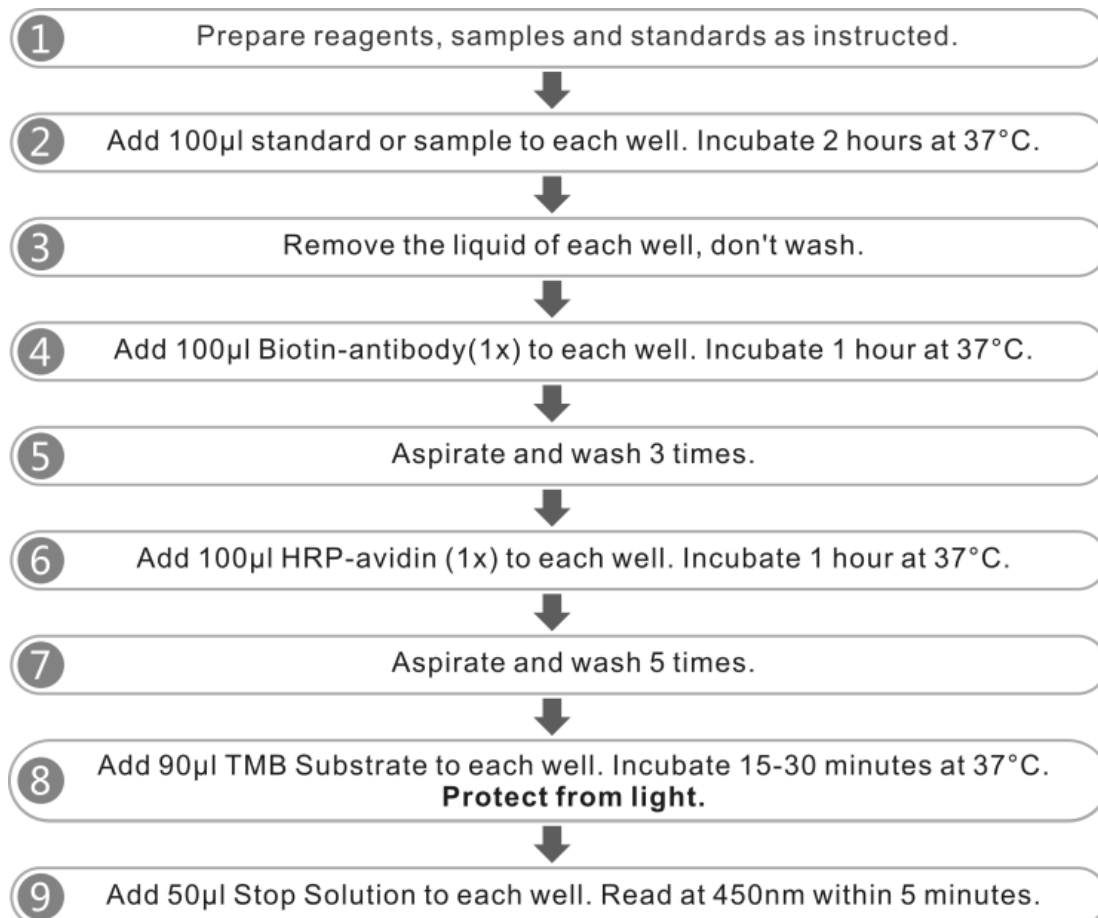 1 Prepare reagents, samples and standards as instructed.
2 Add 100µl standard or sample to each well. Incubate 2 hours at 37°C.
3 Remove the liquid of each well, don't wash.
4 Add 100µl Biotin-antibody(1x) to each well. Incubate 1 hour at 37°C.
5 Aspirate and wash 3 times.
6 Add 100µl HRP-avidin (1x) to each well. Incubate 1 hour at 37°C.
7 Aspirate and wash 5 times.
8 Add 90µl TMB Substrate to each well. Incubate 15-30 minutes at 37°C.
Protect from light.
9 Add 50µl Stop Solution to each well. Read at 450nm within 5 minutes.